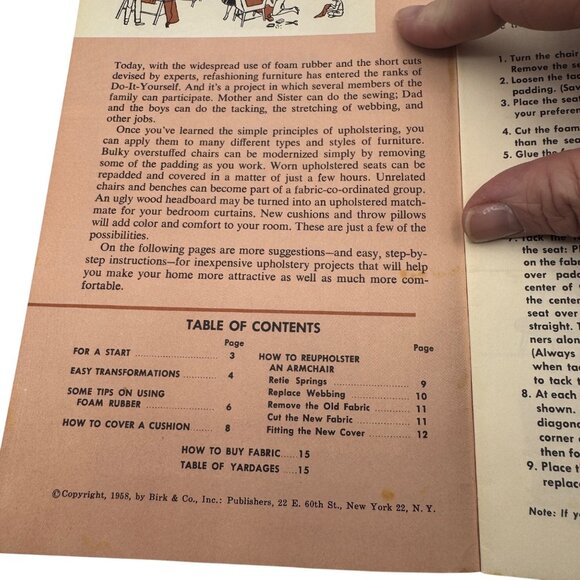 Today, with the widespread use of foam rubber and the short cuts
devised by experts, refashioning furniture has entered the ranks of
Do-It-Yourself. And it's a project in which several members of the
family can participate. Mother and Sister can do the sewing; Dad
and the boys can do the tacking, the stretching of webbing, and
other jobs.
Once you've learned the simple principles of upholstering, you
can apply them to many different types and styles of furniture.
Bulky overstuffed chairs can be modernized simply by removing
some of the padding as you work. Worn upholstered seats can be
repadded and covered in a matter of just a few hours. Unrelated
chairs and benches can become part of a fabric-co-ordinated group.
An ugly wood headboard may be turned into an upholstered match-
mate for your bedroom curtains. New cushions and throw pillows
will add color and comfort to your room. These are just a few of the
possibilities.
On the following pages are more suggestions—and easy, step-by-
step instructions—for inexpensive upholstery projects that will help
you make your home more attractive as well as much more com-
fortable.
TABLE OF CONTENTS
Page
FOR A START 3
EASY TRANSFORMATIONS 4
SOME TIPS ON USING
FOAM RUBBER 6
HOW TO COVER A CUSHION 8
Page
HOW TO REUPHOLSTER
AN ARMCHAIR
Retie Springs 9
Replace Webbing 10
Remove the Old Fabric 11
Cut the New Fabric 11
Fitting the New Cover 12
HOW TO BUY FABRIC 15
TABLE OF YARDAGES 15
©Copyright, 1958, by Birk & Co., Inc.: Publishers, 22 E. 60th St., New York 22, N. Y.
1. Turn the chair
Remove the sea
2. Loosen the tac
padding. (Sav
3. Place the sea
your preferen
4. Cut the foam
than the sea
5. Glue the f
7. Tack the
the seat: Pl
on the fabri
over padd
center of
the center
seat over
straight. T
ners alon
(Always
when tac
to tack t
8. At each
shown.
diagona
corner o
then fo
9. Place t
replace
Note: If y